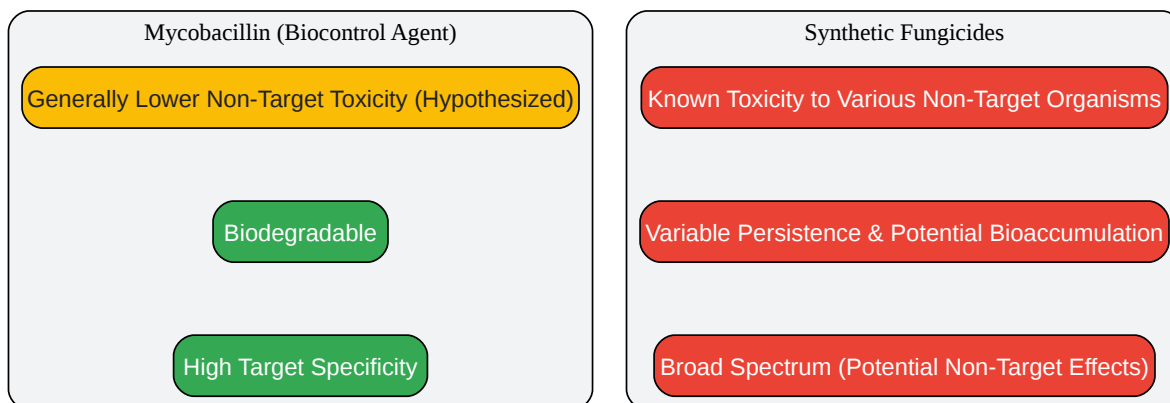 Mycobacillin (Biocontrol Agent)
Generally Lower Non-Target Toxicity (Hypothesized)
Biodegradable
High Target Specificity
Synthetic Fungicides
Known Toxicity to Various Non-Target Organisms
Variable Persistence & Potential Bioaccumulation
Broad Spectrum (Potential Non-Target Effects)